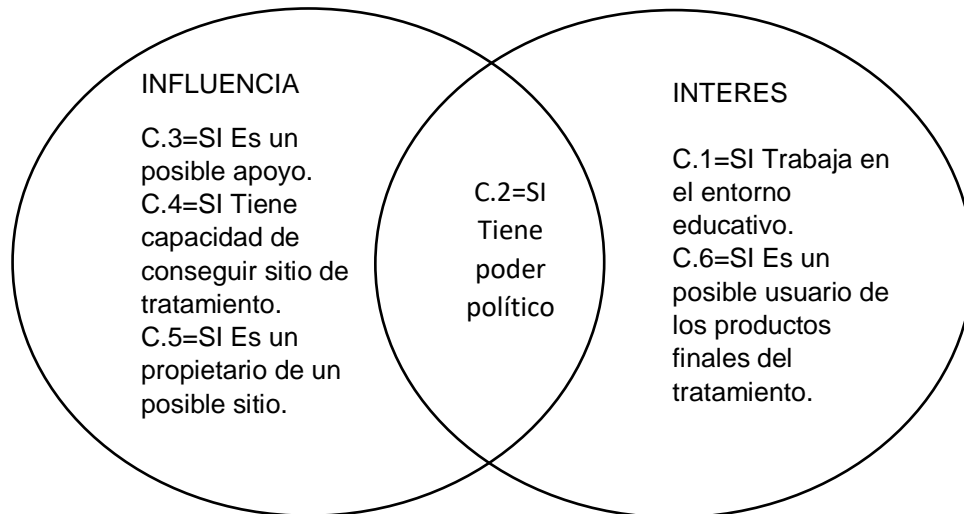 INFLUENCIA
C.3=SI Es un
posible apoyo.
C.4=SI Tiene
capacidad de
conseguir sitio de
tratamiento.
C.5=SI Es un
propietario de un
posible sitio.
C.2=SI
Tiene
poder
político
INTERES
C.1=SI Trabaja en
el entorno
educativo.
C.6=SI Es un
posible usuario de
los productos
finales del
tratamiento.